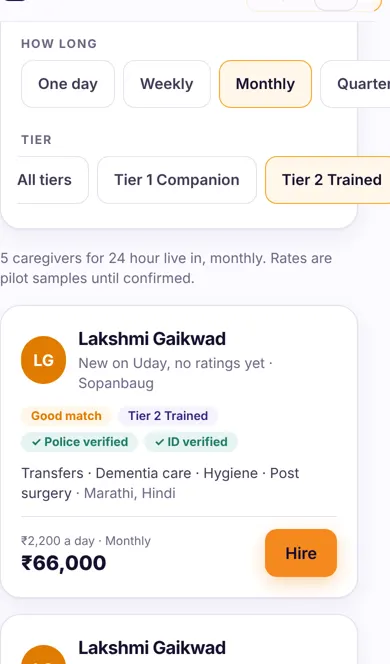 HOW LONG
One day Weekly Monthly Quarter
TIER
All tiers Tier 1 Companion Tier 2 Trained
5 caregivers for 24 hour live in, monthly. Rates are
pilot samples until confirmed.
LG
Lakshmi Gaikwad
New on Uday, no ratings yet ·
Sopanbaug
Good match Tier 2 Trained
✓ Police verified ✓ ID verified
Transfers · Dementia care · Hygiene · Post
surgery · Marathi, Hindi
₹2,200 a day · Monthly
₹66,000
Hire
Lakshmi Gaikwad